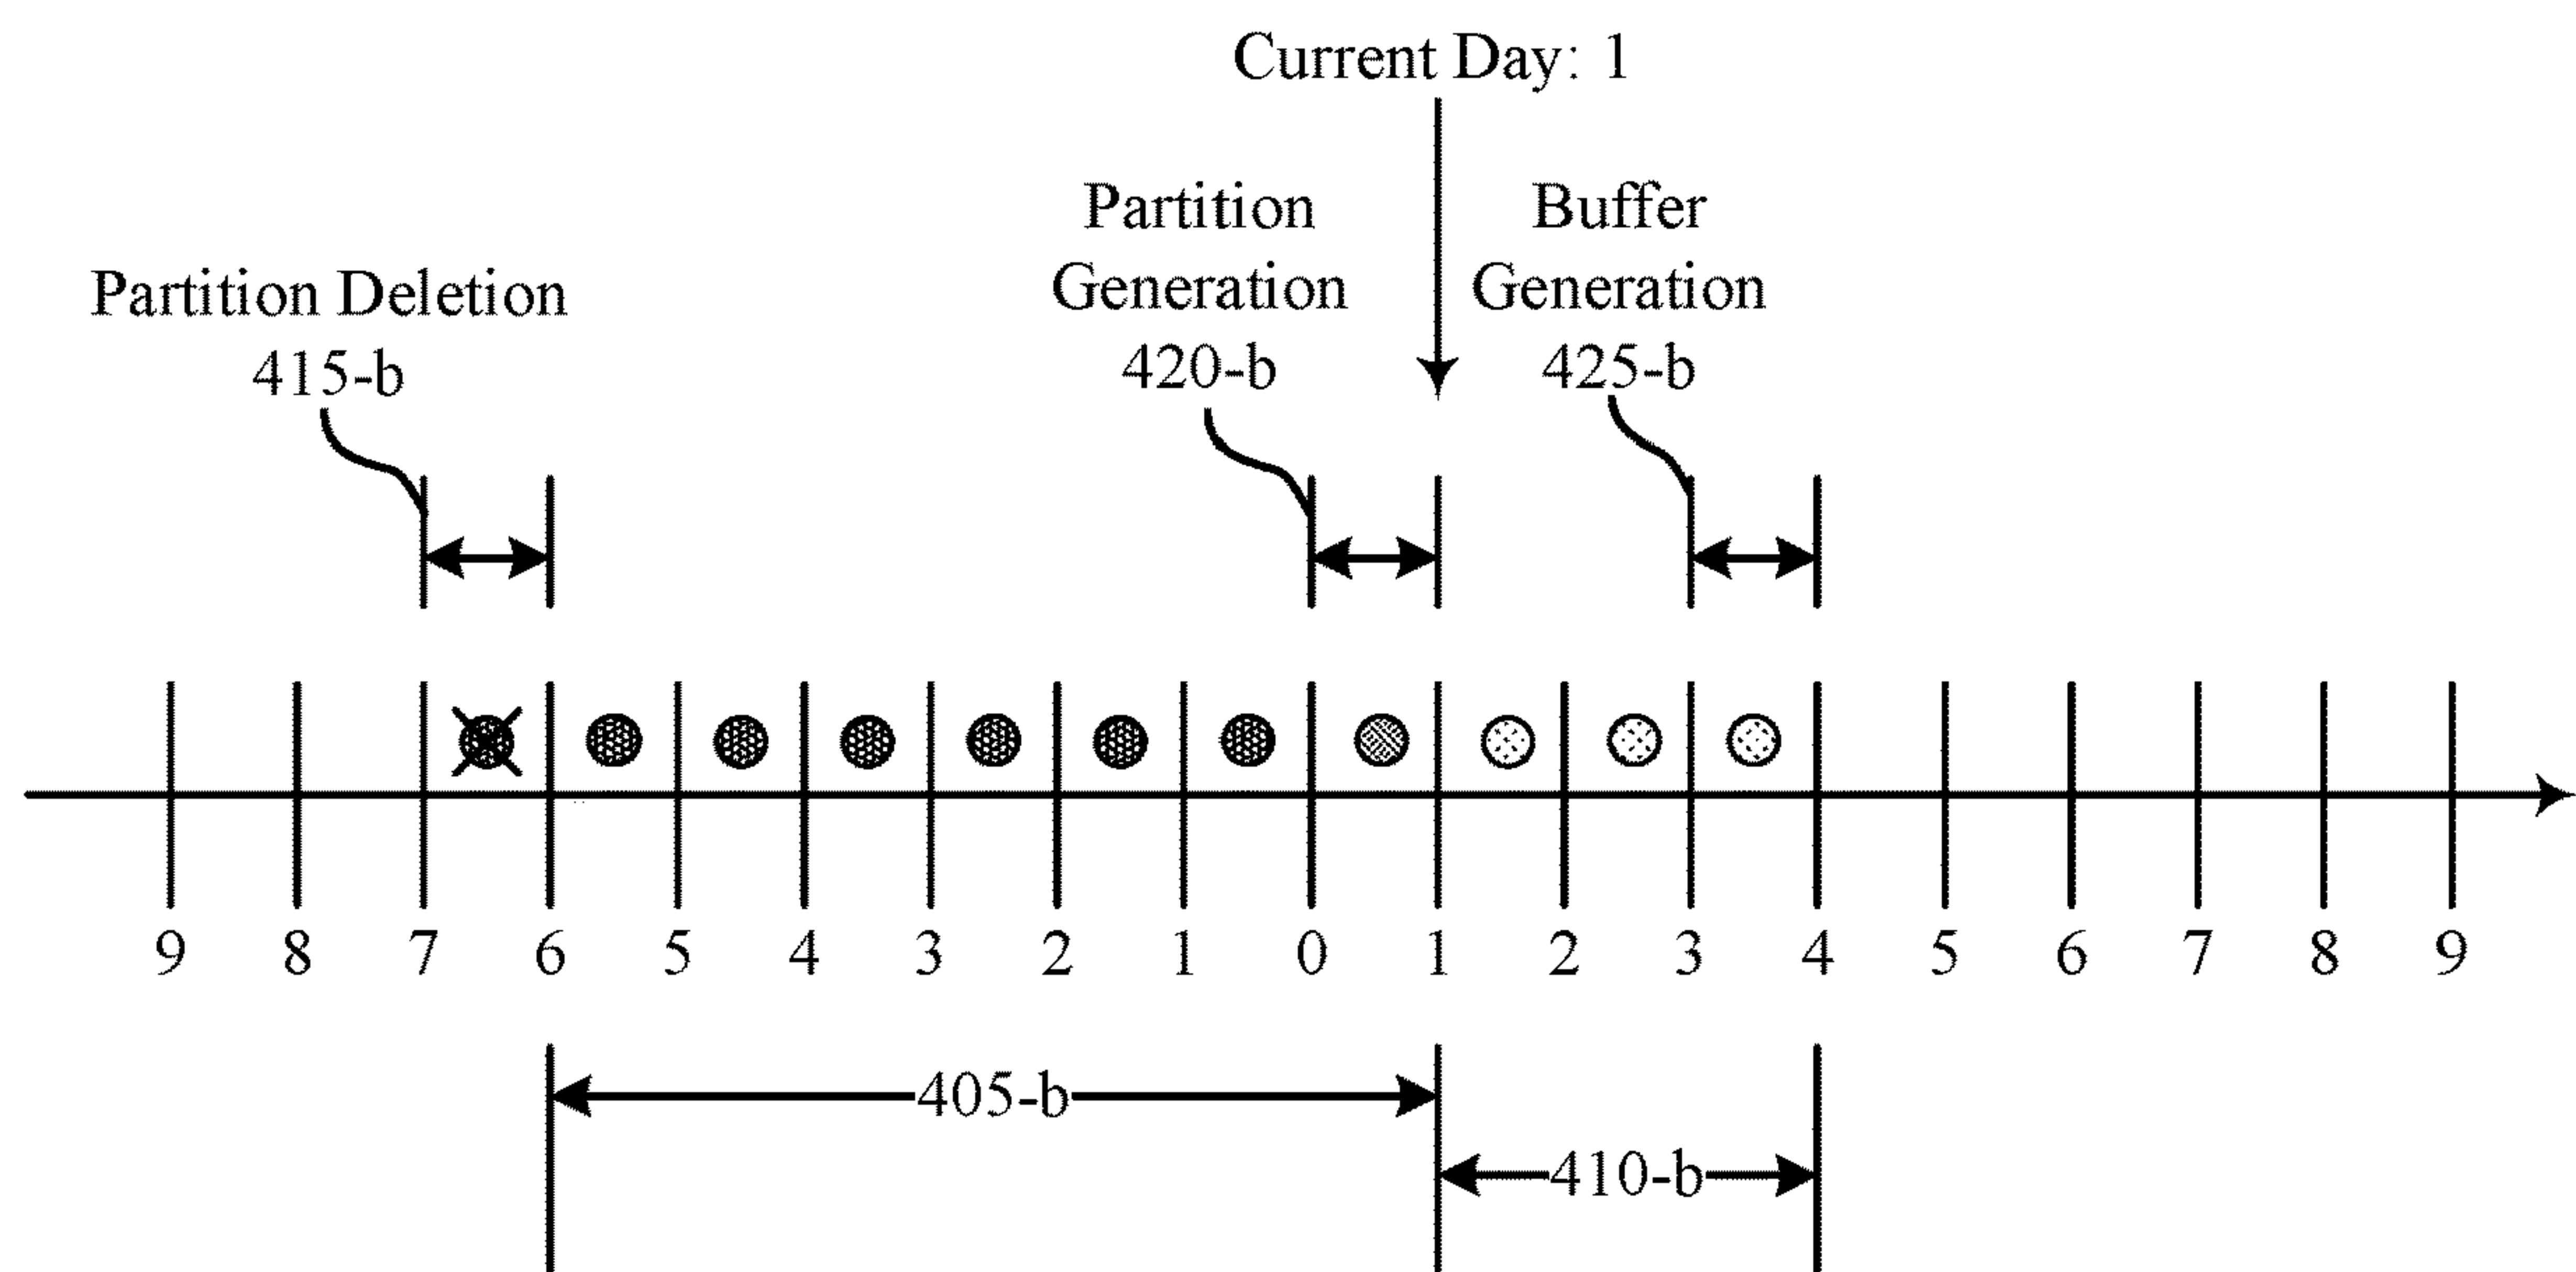 Current Day: 1
Partition
Generation
420-b
Buffer
Generation
425-b
Partition Deletion
415-b
9 8 7 6 5 4 3 2 1 0 1 2 3 4 5 6 7 8 9
405-b
410-b